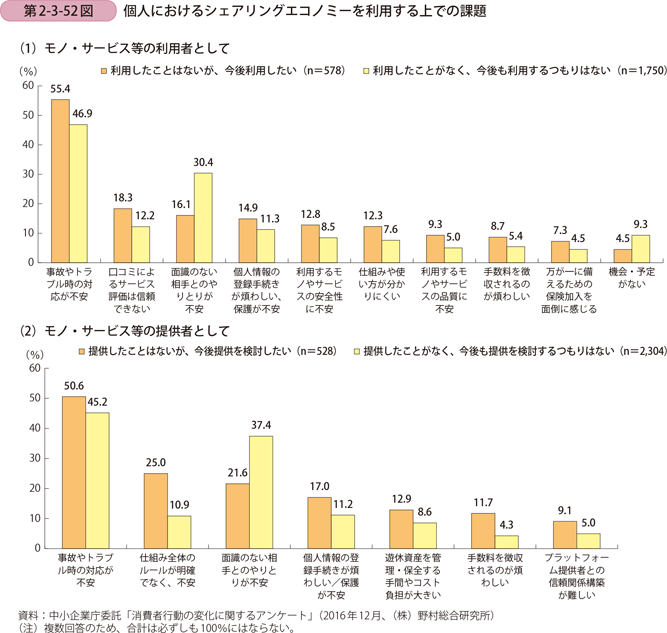 第2-3-52図 個人におけるシェアリングエコノミーを利用する上での課題
（1）モノ・サービス等の利用者として
（％）
利用したことはないが、今後利用したい（n＝578） 利用したことがなく、今後も利用するつもりはない（n＝1,750）
60
50
40
30
20
10
0
55.4 46.9
18.3 12.2
16.1 30.4
14.9 11.3
12.8 8.5
12.3 7.6
9.3 5.0
8.7 5.4
7.3 4.5
4.5 9.3
事故やトラ
ブル時の対
応が不安
口コミによ
るサービス
評価は信頼
できない
面識のない
相手とのや
りとりが不安
個人情報の
登録手続き
が煩わしい、
保護が不安
利用するモ
ノやサービ
スの安全性
に不安
仕組みや使
い方が分か
りにくい
利用するモ
ノやサービ
スの品質に
不安
手数料を徴
収されるの
が煩わしい
万が一に備
えるための
保険加入を
面倒に感じる
機会・予定
がない
（2）モノ・サービス等の提供者として
（％）
提供したことはないが、今後提供を検討したい（n＝528） 提供したことがなく、今後も提供を検討するつもりはない（n＝2,304）
60
50
40
30
20
10
0
50.6 45.2
25.0 10.9
21.6 37.4
17.0 11.2
12.9 8.6
11.7 4.3
9.1 5.0
事故やトラブ
ル時の対応が
不安
仕組み全体の
ルールが明確
でなく、不安
面識のない相
手とのやりと
りが不安
個人情報の登
録手続きが煩
わしい／保護
が不安
遊休資産を管
理・保全する
手間やコスト
負担が大きい
手数料を徴収
されるのが煩
わしい
プラットフォー
ム提供者との
信頼関係構築
が難しい
資料：中小企業庁委託「消費者行動の変化に関するアンケート」（2016年12月、（株）野村総合研究所）
（注）複数回答のため、合計は必ずしも100％にはならない。